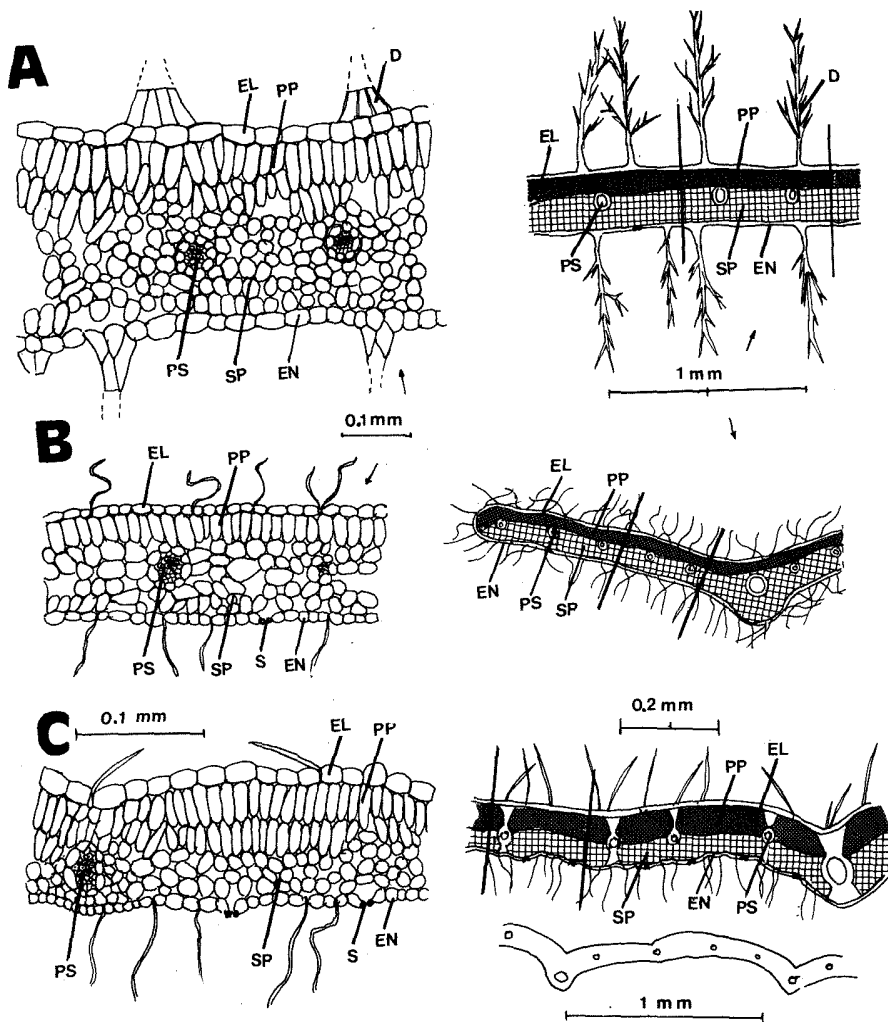 A
D
EL PP
PS SP EN
0.1 mm
D
EL PP
PS SP EN
1 mm
B
EL PP
PS SP S EN
EL PP
EN PS SP
C
0.1 mm
EL PP
PS SP S EN
0.2 mm
PP EL
SP EN PS
1 mm